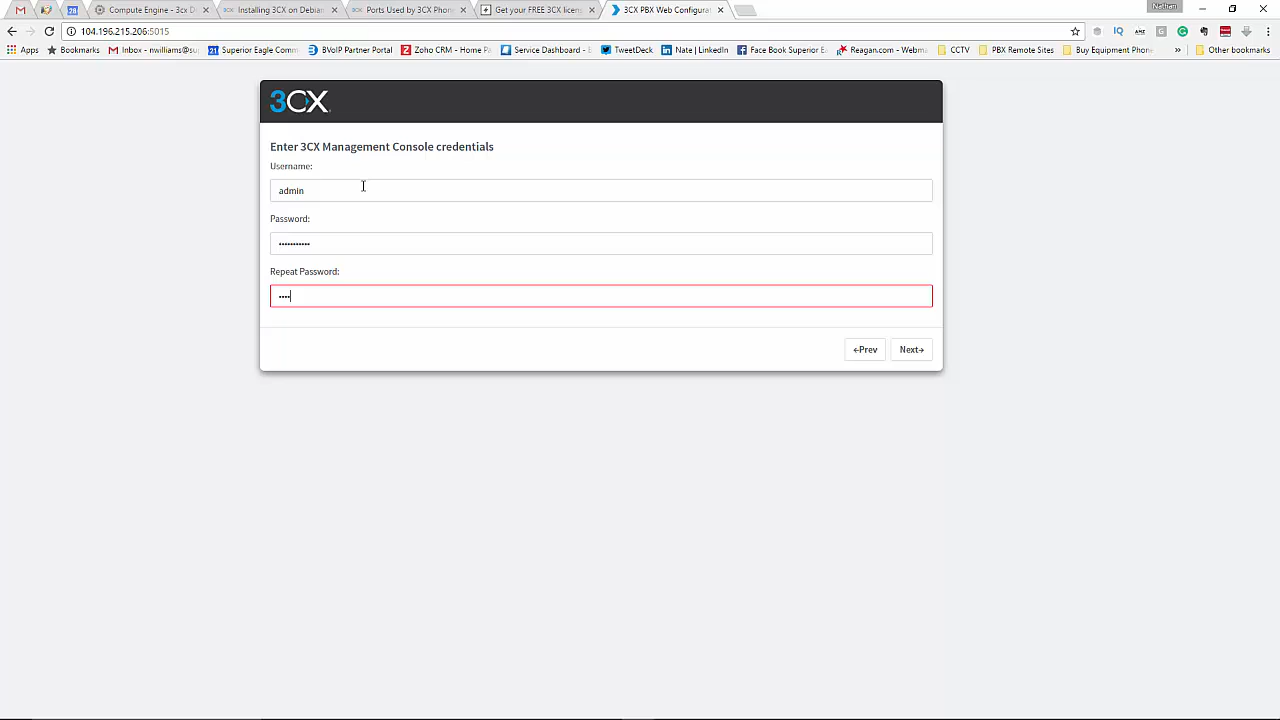 Compute Engine - 3cx D
Installing 3CX on Debian
Ports Used by 3CX Phone
Get your FREE 3CX licen
3CX PBX Web Configurat
Nathem
104.196.215.206:5015
Apps
Bookmarks
Inbox - nwilliams@su
Superior Eagle Comm
BVoIP Partner Portal
Zoho CRM - Home P
Service Dashboard -
TweetDeck
Nate | LinkedIn
Face Book Superior E
Reagan.com - Webma
CCTV
PBX Remote Sites
Buy Equipment Phon
»
Other bookmarks
3CX
Enter 3CX Management Console credentials
Username:
admin
Password:
•••••••••••
Repeat Password:
••••
←Prev
Next→